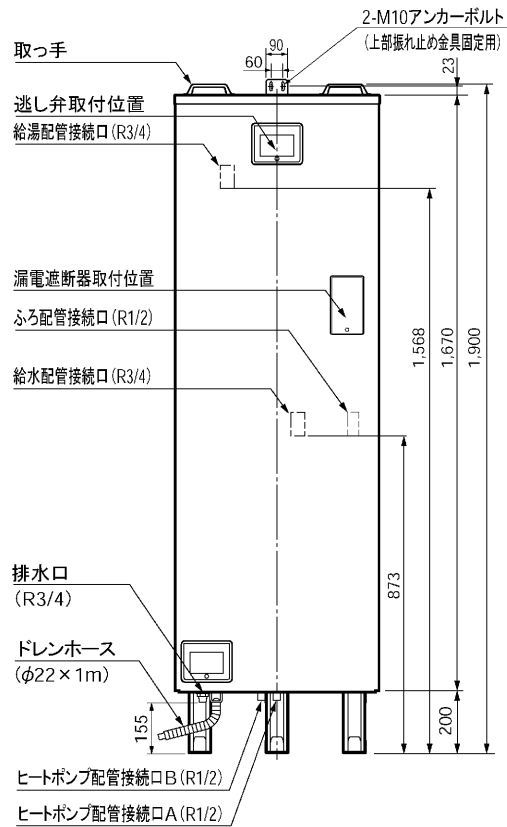 2-M10アンカーボルト
(上部振れ止め金具固定用)
90
60
23
取っ手
逃し弁取付位置
給湯配管接続口(R3/4)
漏電遮断器取付位置
ふろ配管接続口(R1/2)
給水配管接続口(R3/4)
1,568
1,670
1,900
873
排水口
(R3/4)
ドレンホース
(φ22×1m)
155
200
ヒートポンプ配管接続口B(R1/2)
ヒートポンプ配管接続口A(R1/2)